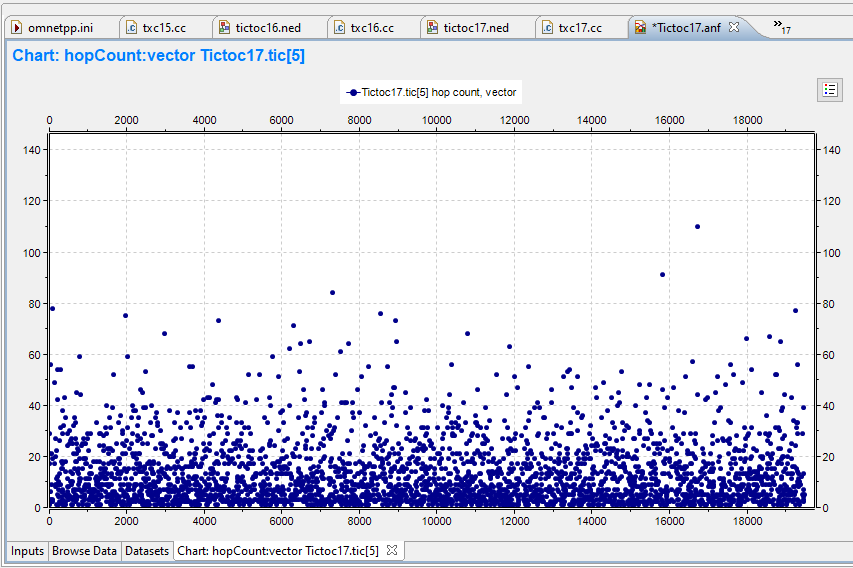 omnetpp.ini txc15.cc tictoc16.ned txc16.cc tictoc17.ned txc17.cc *Tictoc17.anf 17
Chart: hopCount:vector Tictoc17.tic[5]
Tictoc17.tic[5] hop count, vector
0 2000 4000 6000 8000 10000 12000 14000 16000 18000
140 140
120 120
100 100
80 80
60 60
40 40
20 20
0 0
0 2000 4000 6000 8000 10000 12000 14000 16000 18000
Inputs Browse Data Datasets Chart: hopCount:vector Tictoc17.tic[5]